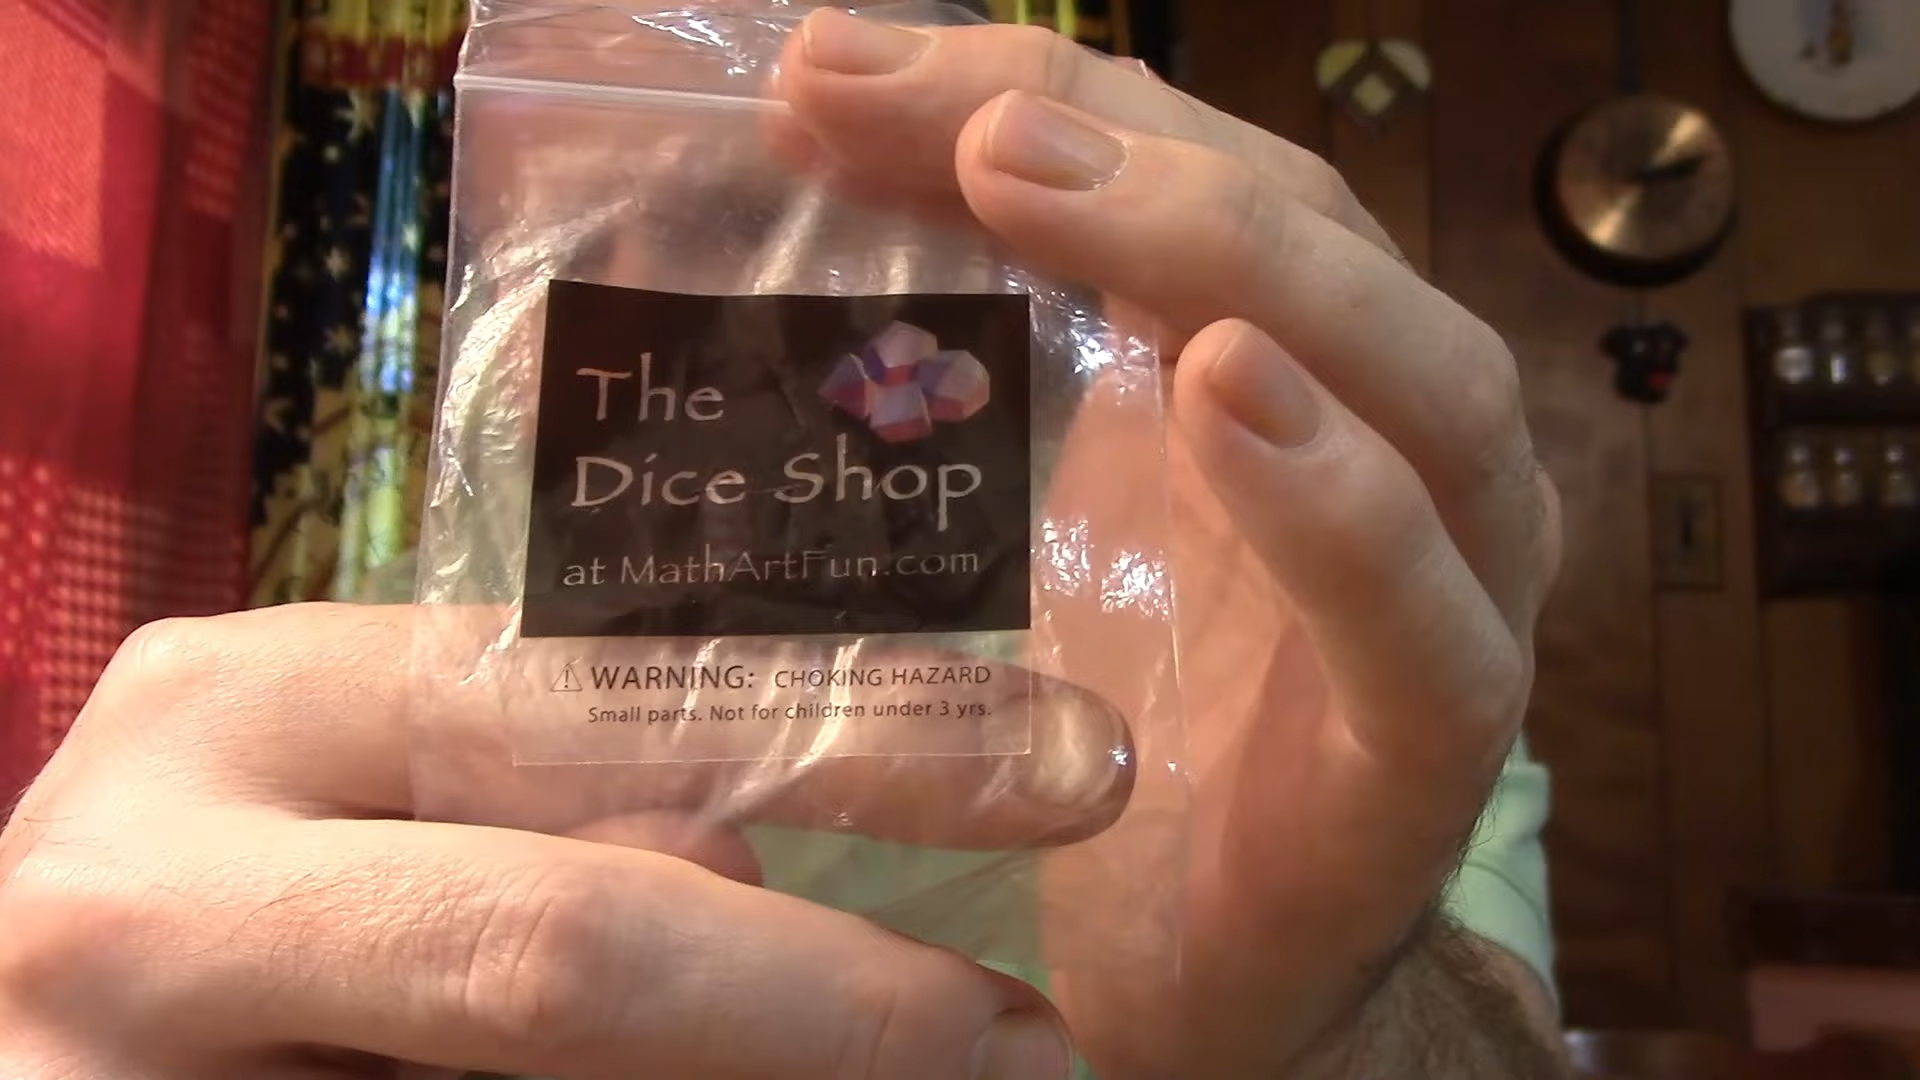 The
Dice Shop
at MathArtFun.com
WARNING: CHOKING HAZARD
Small parts. Not for children under 3 yrs.